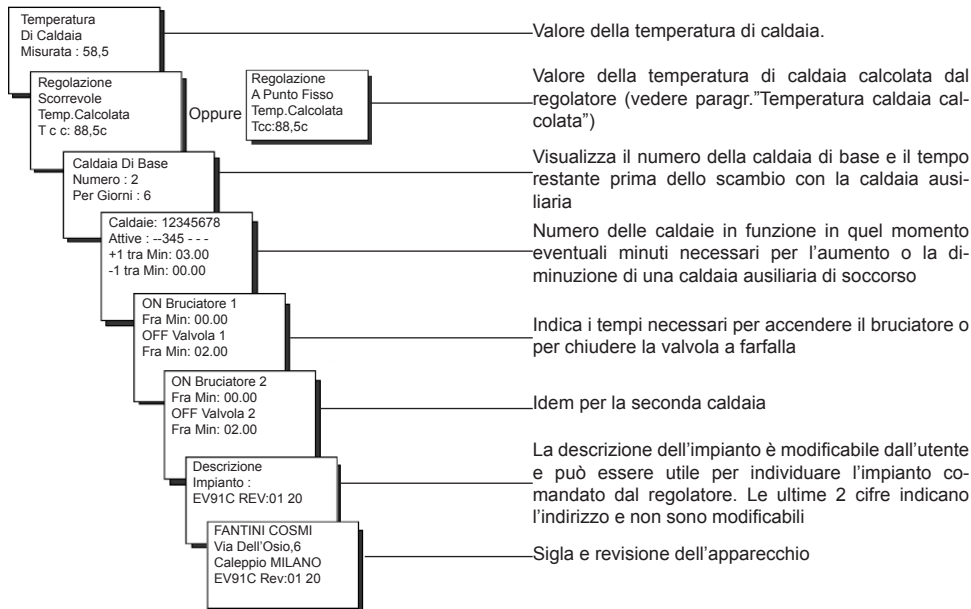 Temperatura
Di Caldaia
Misurata : 58,5
Valore della temperatura di caldaia.
Regolazione
Scorrevole
Temp.Calcolata
T c c: 88,5c
Oppure
Regolazione
A Punto Fisso
Temp.Calcolata
Tcc:88,5c
Valore della temperatura di caldaia calcolata dal
regolatore (vedere paragr."Temperatura caldaia cal-
colata")
Caldaia Di Base
Numero : 2
Per Giorni : 6
Visualizza il numero della caldaia di base e il tempo
restante prima dello scambio con la caldaia ausi-
liaria
Caldaie: 12345678
Attive : --345 - - -
+1 tra Min: 03.00
-1 tra Min: 00.00
Numero delle caldaie in funzione in quel momento
eventuali minuti necessari per l'aumento o la di-
minuzione di una caldaia ausiliaria di soccorso
ON Bruciatore 1
Fra Min: 00.00
OFF Valvola 1
Fra Min: 02.00
Indica i tempi necessari per accendere il bruciatore o
per chiudere la valvola a farfalla
ON Bruciatore 2
Fra Min: 00.00
OFF Valvola 2
Fra Min: 02.00
Idem per la seconda caldaia
Descrizione
Impianto :
EV91C REV:01 20
La descrizione dell'impianto è modificabile dall'utente
e può essere utile per individuare l'impianto co-
mandato dal regolatore. Le ultime 2 cifre indicano
l'indirizzo e non sono modificabili
FANTINI COSMI
Via Dell'Osio,6
Caleppio MILANO
EV91C Rev:01 20
Sigla e revisione dell'apparecchio